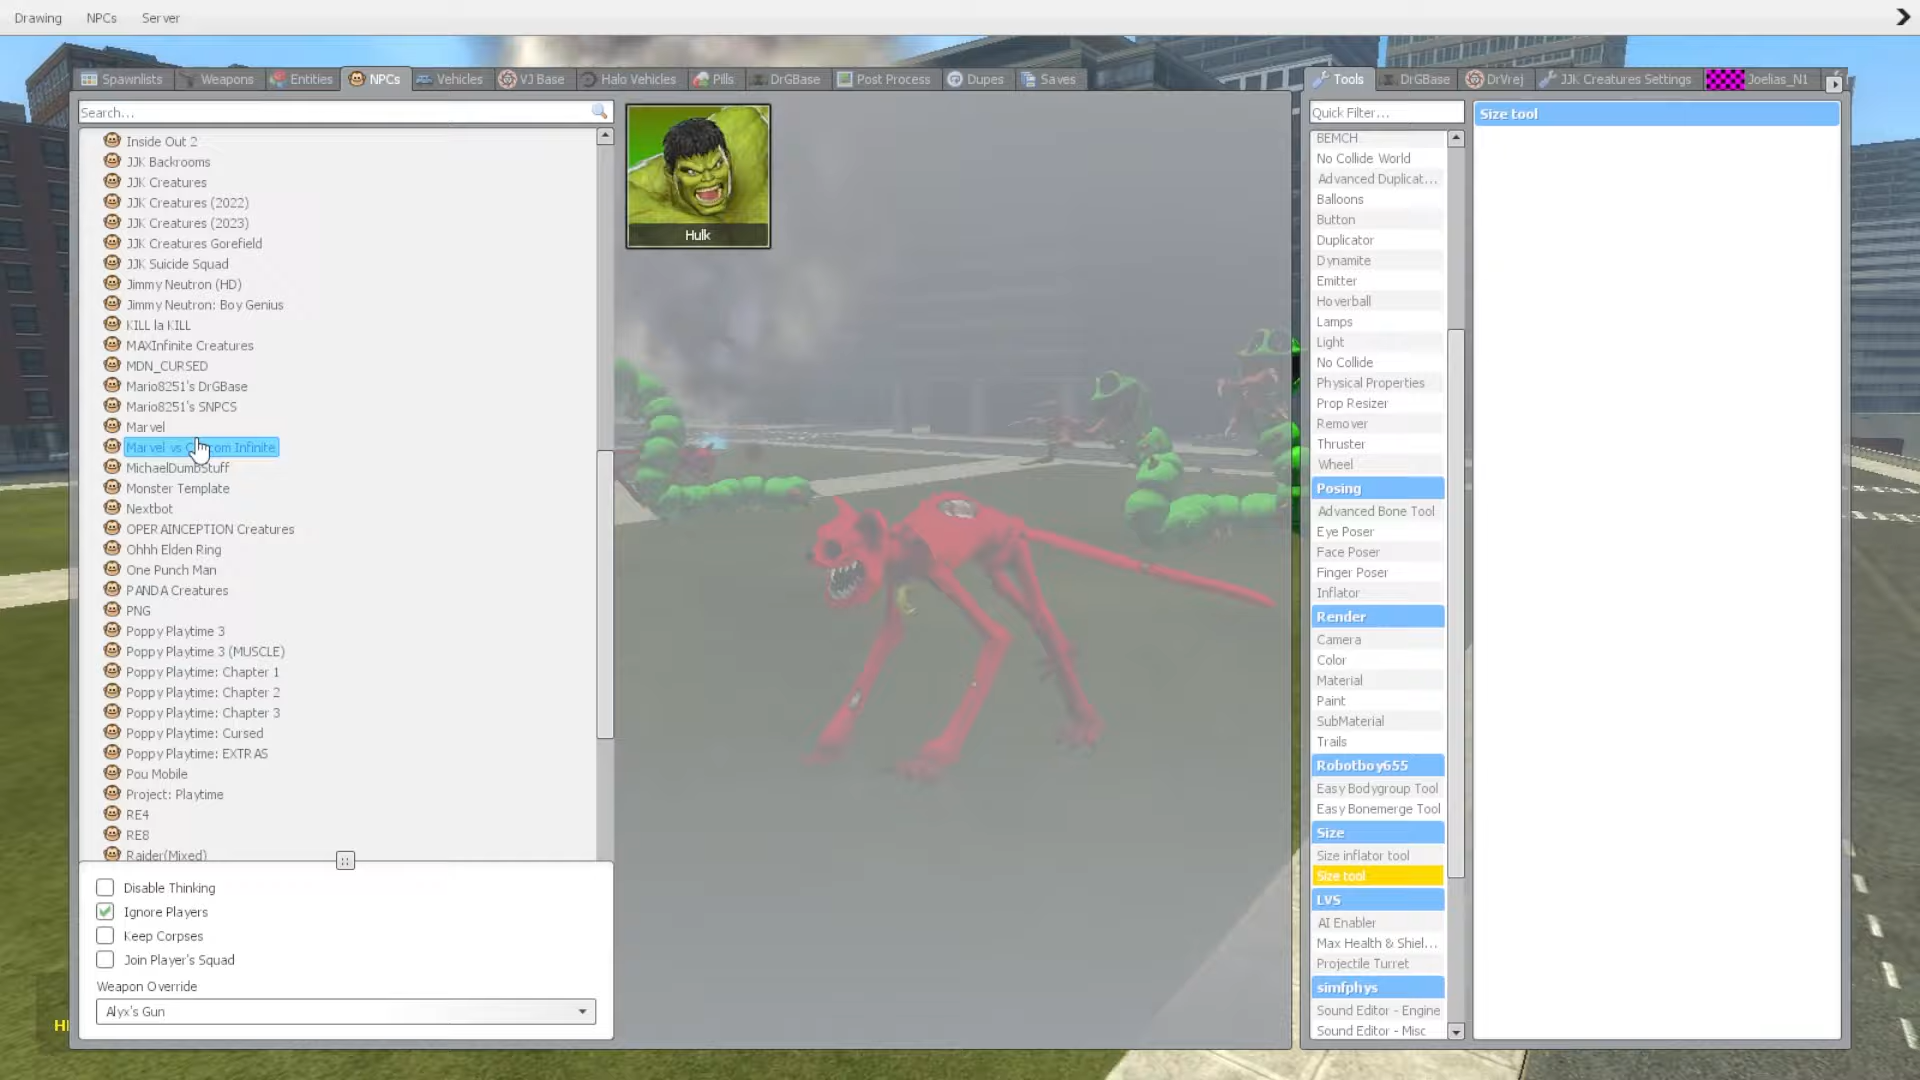 Drawing NPCs Server
Spawnlists Weapons Entities NPCs Vehicles VJ Base Halo Vehicles Pills DrGBase Post Process Dupes Saves
Tools DrGBase DrVrej JJK Creatures Settings Joelias_N1
Search...
Inside Out 2
JJK Backrooms
JJK Creatures
JJK Creatures (2022)
JJK Creatures (2023)
JJK Creatures Gorefield
JJK Suicide Squad
Jimmy Neutron (HD)
Jimmy Neutron: Boy Genius
KILL la KILL
MAXInfinite Creatures
MDN_CURSED
Mario8251's DrGBase
Mario8251's SNPCS
Marvel
Marvel vs Infinite
MichaelDumbStuff
Monster Template
Nextbot
OPERAINCEPTION Creatures
Ohhh Elden Ring
One Punch Man
PANDA Creatures
PNG
Poppy Playtime 3
Poppy Playtime 3 (MUSCLE)
Poppy Playtime: Chapter 1
Poppy Playtime: Chapter 2
Poppy Playtime: Chapter 3
Poppy Playtime: Cursed
Poppy Playtime: EXTRAS
Pou Mobile
Project: Playtime
RE4
RE8
Raider(Mixed)
Disable Thinking
Ignore Players
Keep Corpses
Join Player's Squad
Weapon Override
Alyx's Gun
Hulk
Quick Filter...
BEMCH
No Collide World
Advanced Duplicat...
Balloons
Button
Duplicator
Dynamite
Emitter
Hoverball
Lamps
Light
No Collide
Physical Properties
Prop Resizer
Remover
Thruster
Wheel
Posing
Advanced Bone Tool
Eye Poser
Face Poser
Finger Poser
Inflator
Render
Camera
Color
Material
Paint
SubMaterial
Trails
Robotboy655
Easy Bodygroup Tool
Easy Bonemerge Tool
Size
Size inflator tool
Size tool
LVS
AI Enabler
Max Health & Shiel...
Projectile Turret
simfphys
Sound Editor - Engine
Sound Editor - Misc
Size tool